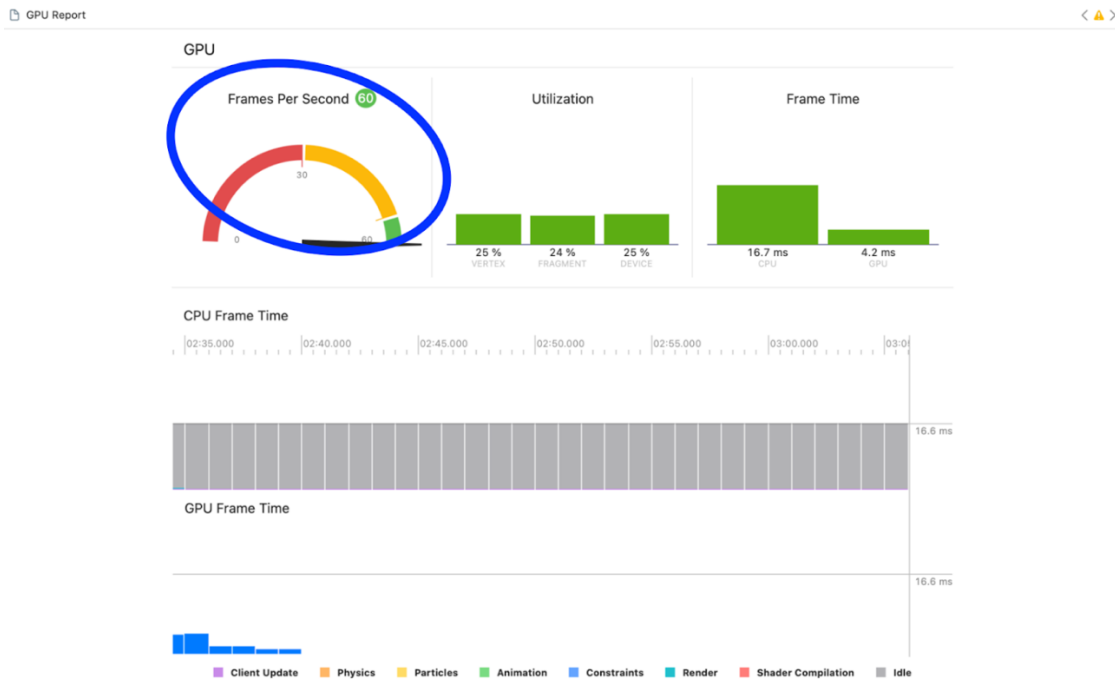 GPU Report
GPU
Frames Per Second 60
Utilization
Frame Time
30
0
60
25 %
24 %
25 %
16.7 ms
4.2 ms
VERTEX
FRAGMENT
DEVICE
CPU
GPU
CPU Frame Time
02:35.000
02:40.000
02:45.000
02:50.000
02:55.000
03:00.000
16.6 ms
GPU Frame Time
16.6 ms
Client Update
Physics
Particles
Animation
Constraints
Render
Shader Compilation
Idle